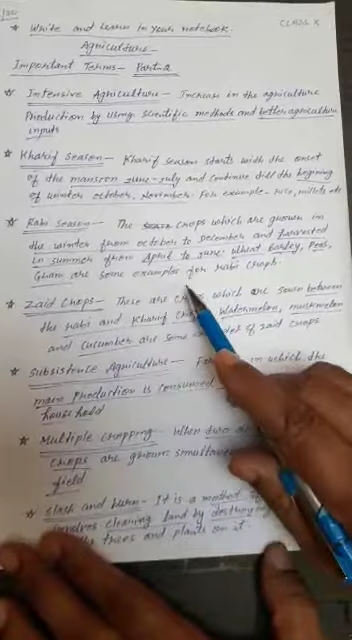 CLASS X
* Write and learn in your notebook.
Agriculture-
Important Terms- Part-2
* Intensive Agriculture - Increase in the agriculture
Production by using scientific methods and better agriculture
inputs
* Kharif Season - Kharif season starts with the onset
of the mansoon june-july and continue till the begining
of winter october, November. For example - rice, millets etc
* Rabi Season - The crops which are grown in
the winter from october to December and harvested
in summer from April to june. Wheat Barley, Peas,
Gram are some examples for rabi crops.
* Zaid Crops - These are crops which are sown between
the rabi and Kharif Watermelon, muskmelon
and cucumber are some of zaid crops
* Subsistence Agriculture - in which the
main production is consumed
house hold
* Multiple cropping - When two
crops are grown
field
* Slash and burn - It is a method
involves clearing land by
trees and plants on it.